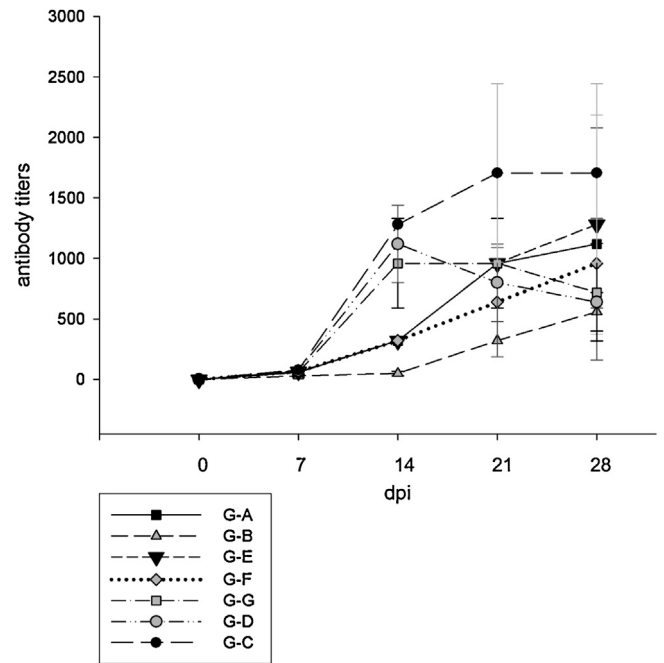 3000
2500
2000
1500
1000
500
0
antibody titers
0 7 14 21 28
dpi
G-A
G-B
G-E
G-F
G-G
G-D
G-C